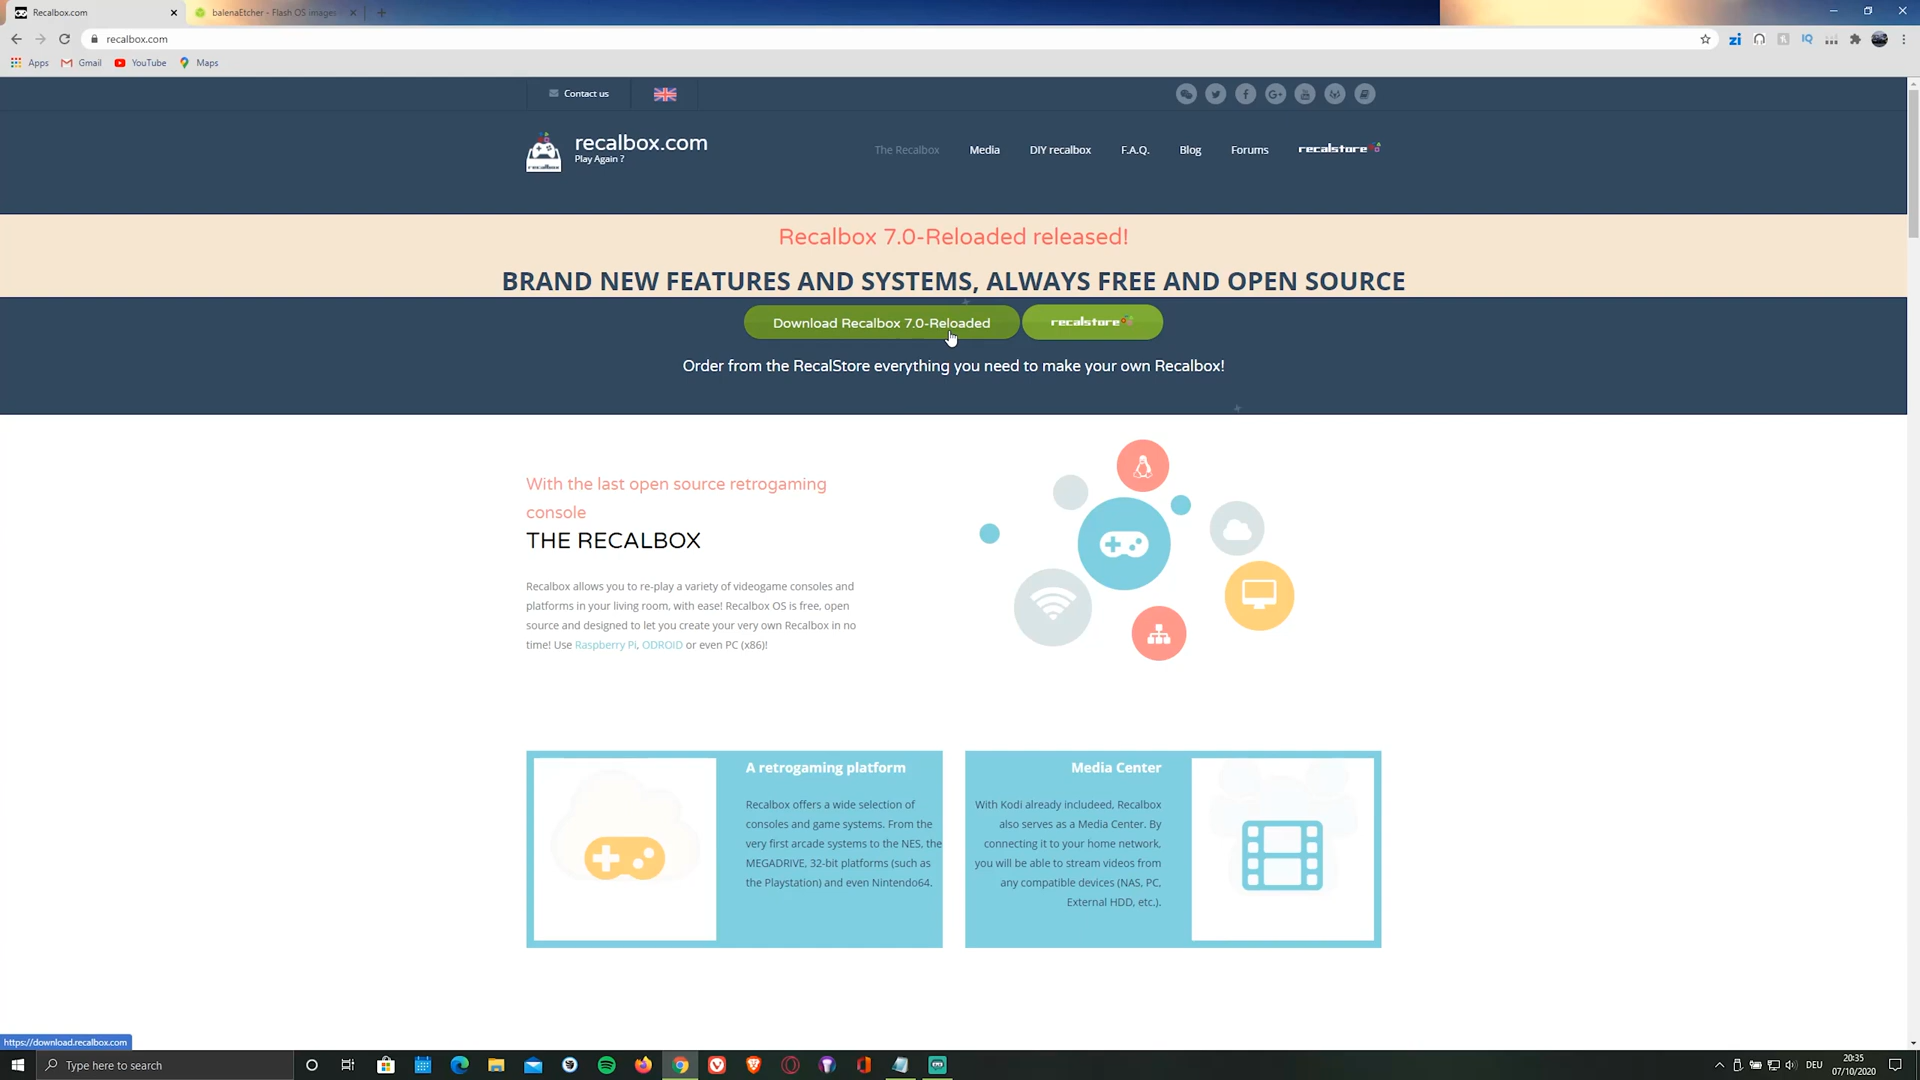 Recalbox.com
balenaEtcher - Flash OS images
recalbox.com
Apps
Gmail
YouTube
Maps
Contact us
recalbox.com
Play Again ?
The Recalbox
Media
DIY recalbox
F.A.Q.
Blog
Forums
recalstore
Recalbox 7.0-Reloaded released!
BRAND NEW FEATURES AND SYSTEMS, ALWAYS FREE AND OPEN SOURCE
Download Recalbox 7.0-Reloaded
recalstore
Order from the RecalStore everything you need to make your own Recalbox!
With the last open source retrogaming
console
THE RECALBOX
Recalbox allows you to re-play a variety of videogame consoles and
platforms in your living room, with ease! Recalbox OS is free, open
source and designed to let you create your very own Recalbox in no
time! Use Raspberry Pi, ODROID or even PC (x86)!
A retrogaming platform
Recalbox offers a wide selection of
consoles and game systems. From the
very first arcade systems to the NES, the
MEGADRIVE, 32-bit platforms (such as
the Playstation) and even Nintendo64.
Media Center
With Kodi already includeed, Recalbox
also serves as a Media Center. By
connecting it to your home network,
you will be able to stream videos from
any compatible devices (NAS, PC,
External HDD, etc.).
https://download.recalbox.com
Type here to search
DEU
20:35
07/10/2020